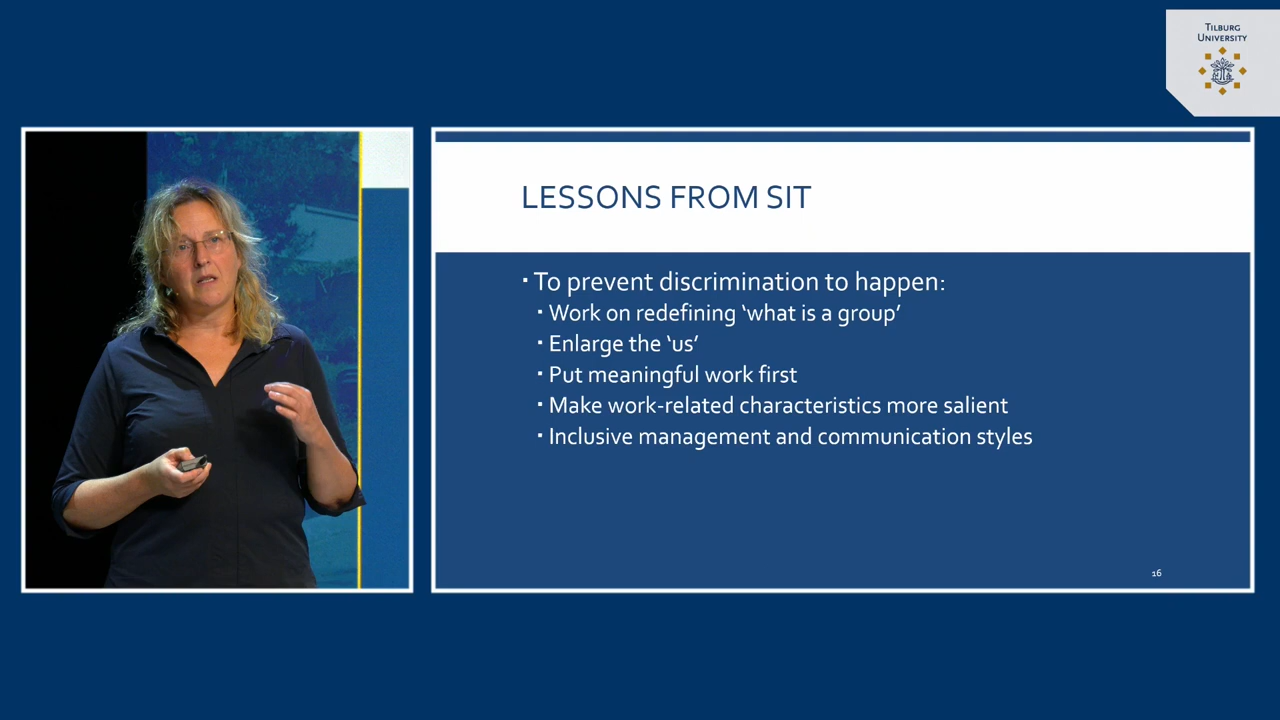 TILBURG
UNIVERSITY
LESSONS FROM SIT
▪ To prevent discrimination to happen:
▪ Work on redefining ‘what is a group’
▪ Enlarge the ‘us’
▪ Put meaningful work first
▪ Make work-related characteristics more salient
▪ Inclusive management and communication styles
16